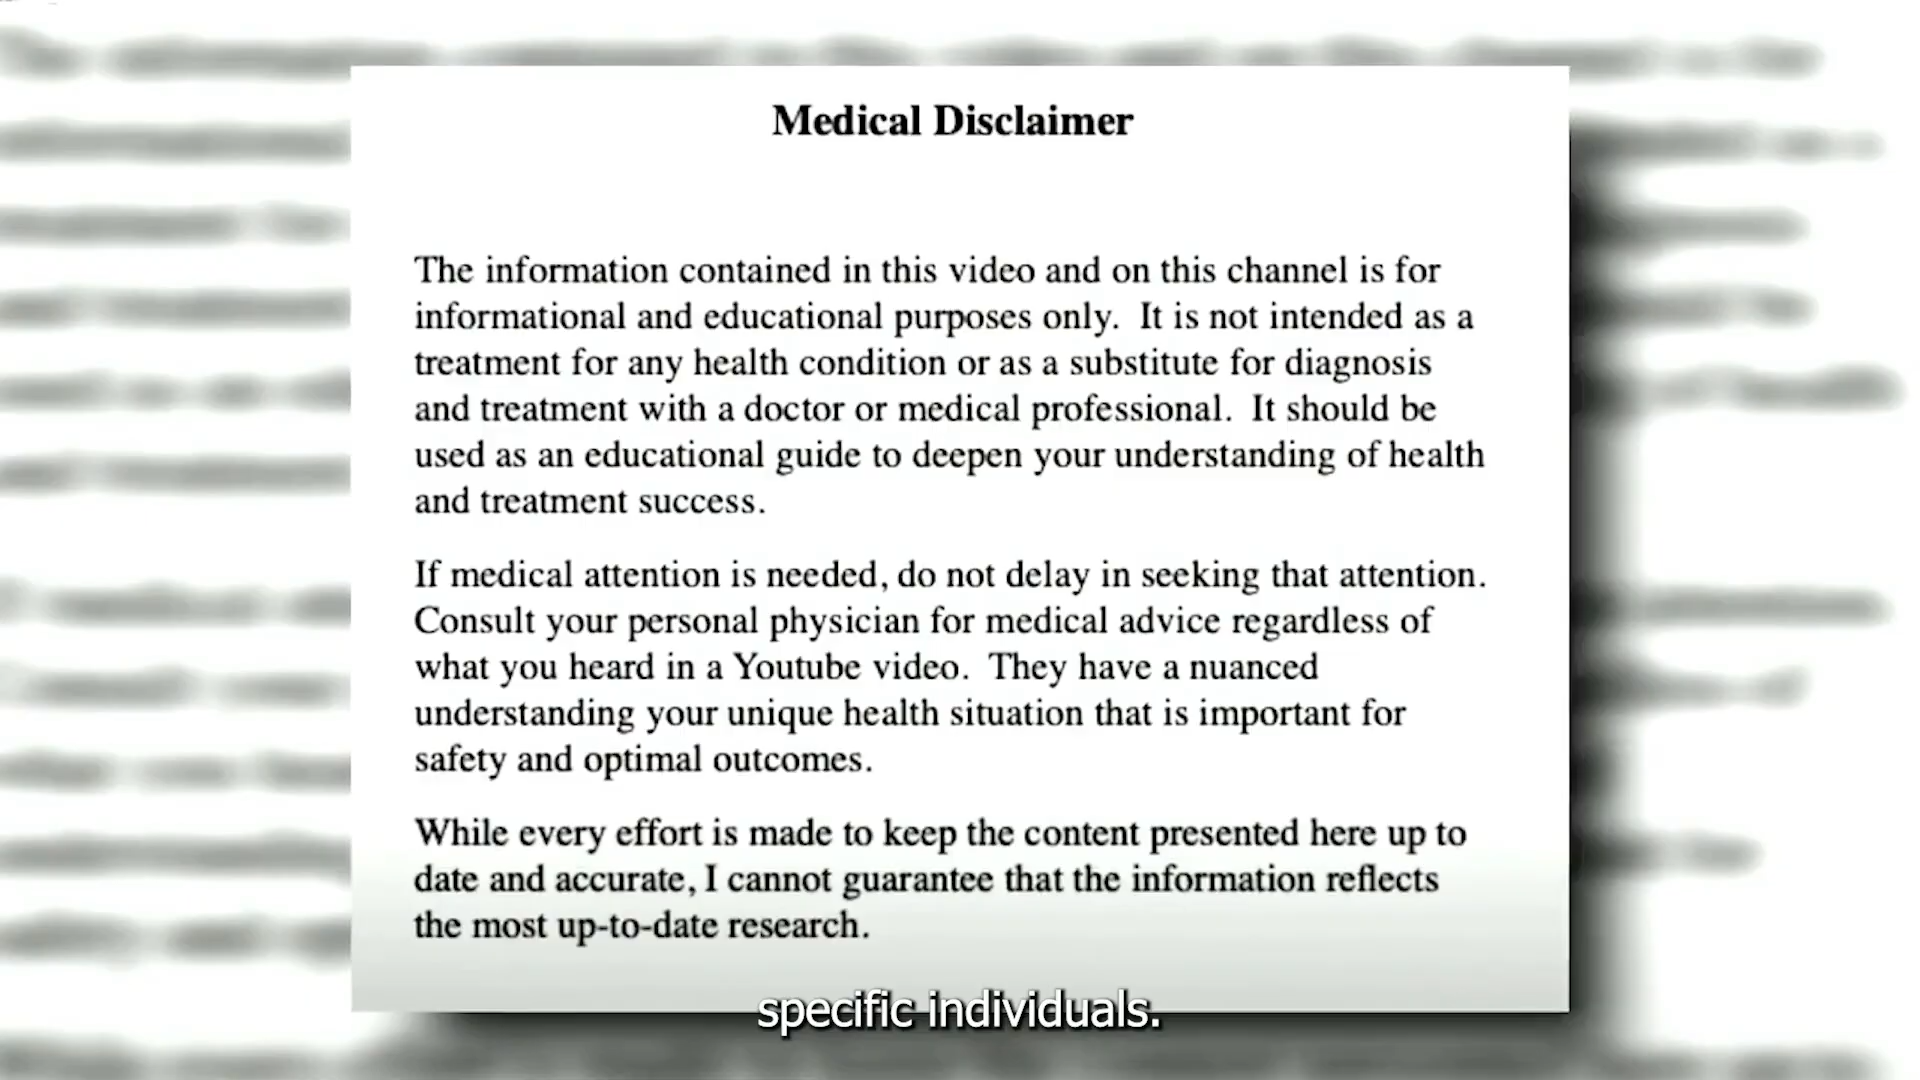 Medical Disclaimer
The information contained in this video and on this channel is for
informational and educational purposes only. It is not intended as a
treatment for any health condition or as a substitute for diagnosis
and treatment with a doctor or medical professional. It should be
used as an educational guide to deepen your understanding of health
and treatment success.
If medical attention is needed, do not delay in seeking that attention.
Consult your personal physician for medical advice regardless of
what you heard in a Youtube video. They have a nuanced
understanding your unique health situation that is important for
safety and optimal outcomes.
While every effort is made to keep the content presented here up to
date and accurate, I cannot guarantee that the information reflects
the most up-to-date research.
specific individuals.